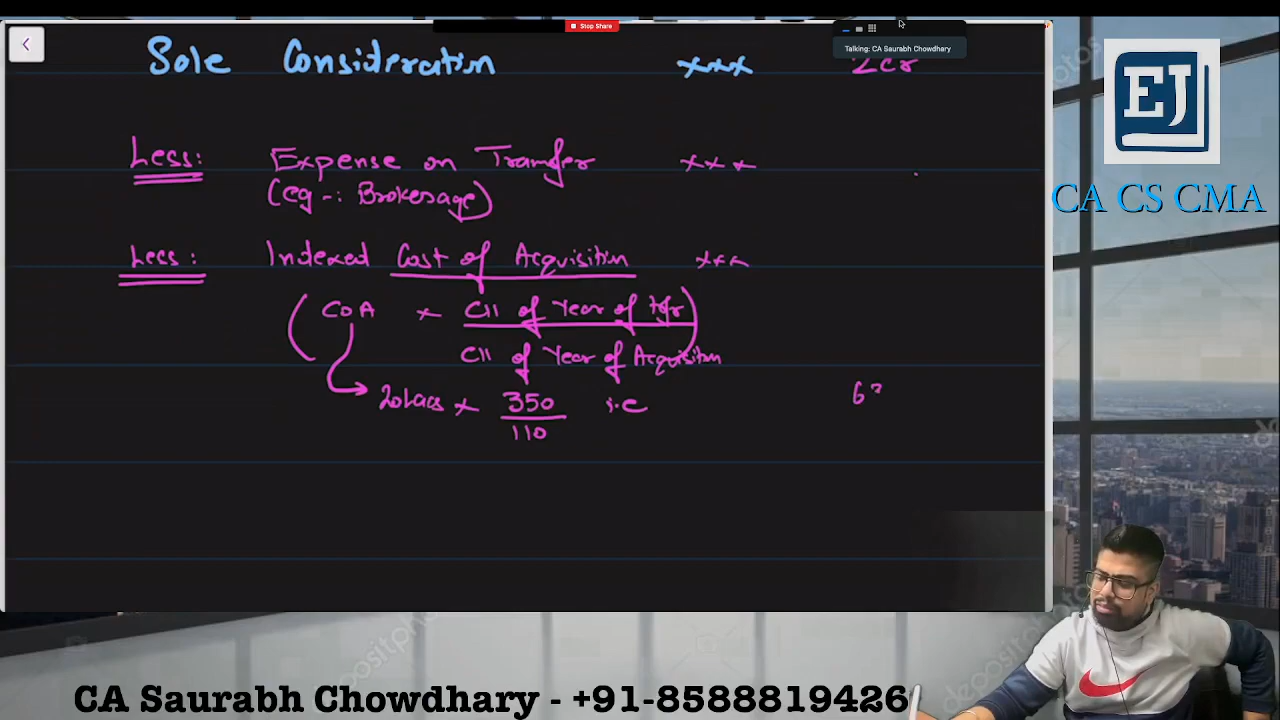 Stop Share
Talking: CA Saurabh Chowdhary
Sole Consideration xxx 2cr
Less: Expense on Transfer xxx
(eg -: Brokerage)
Less: Indexed Cost of Acquisition xxx
(COA x CII of Year of tfr)
CII of Year of Acquisition
20lacs x 350 i.e
110
EJ
CA CS CMA
CA Saurabh Chowdhary - +91-8588819426